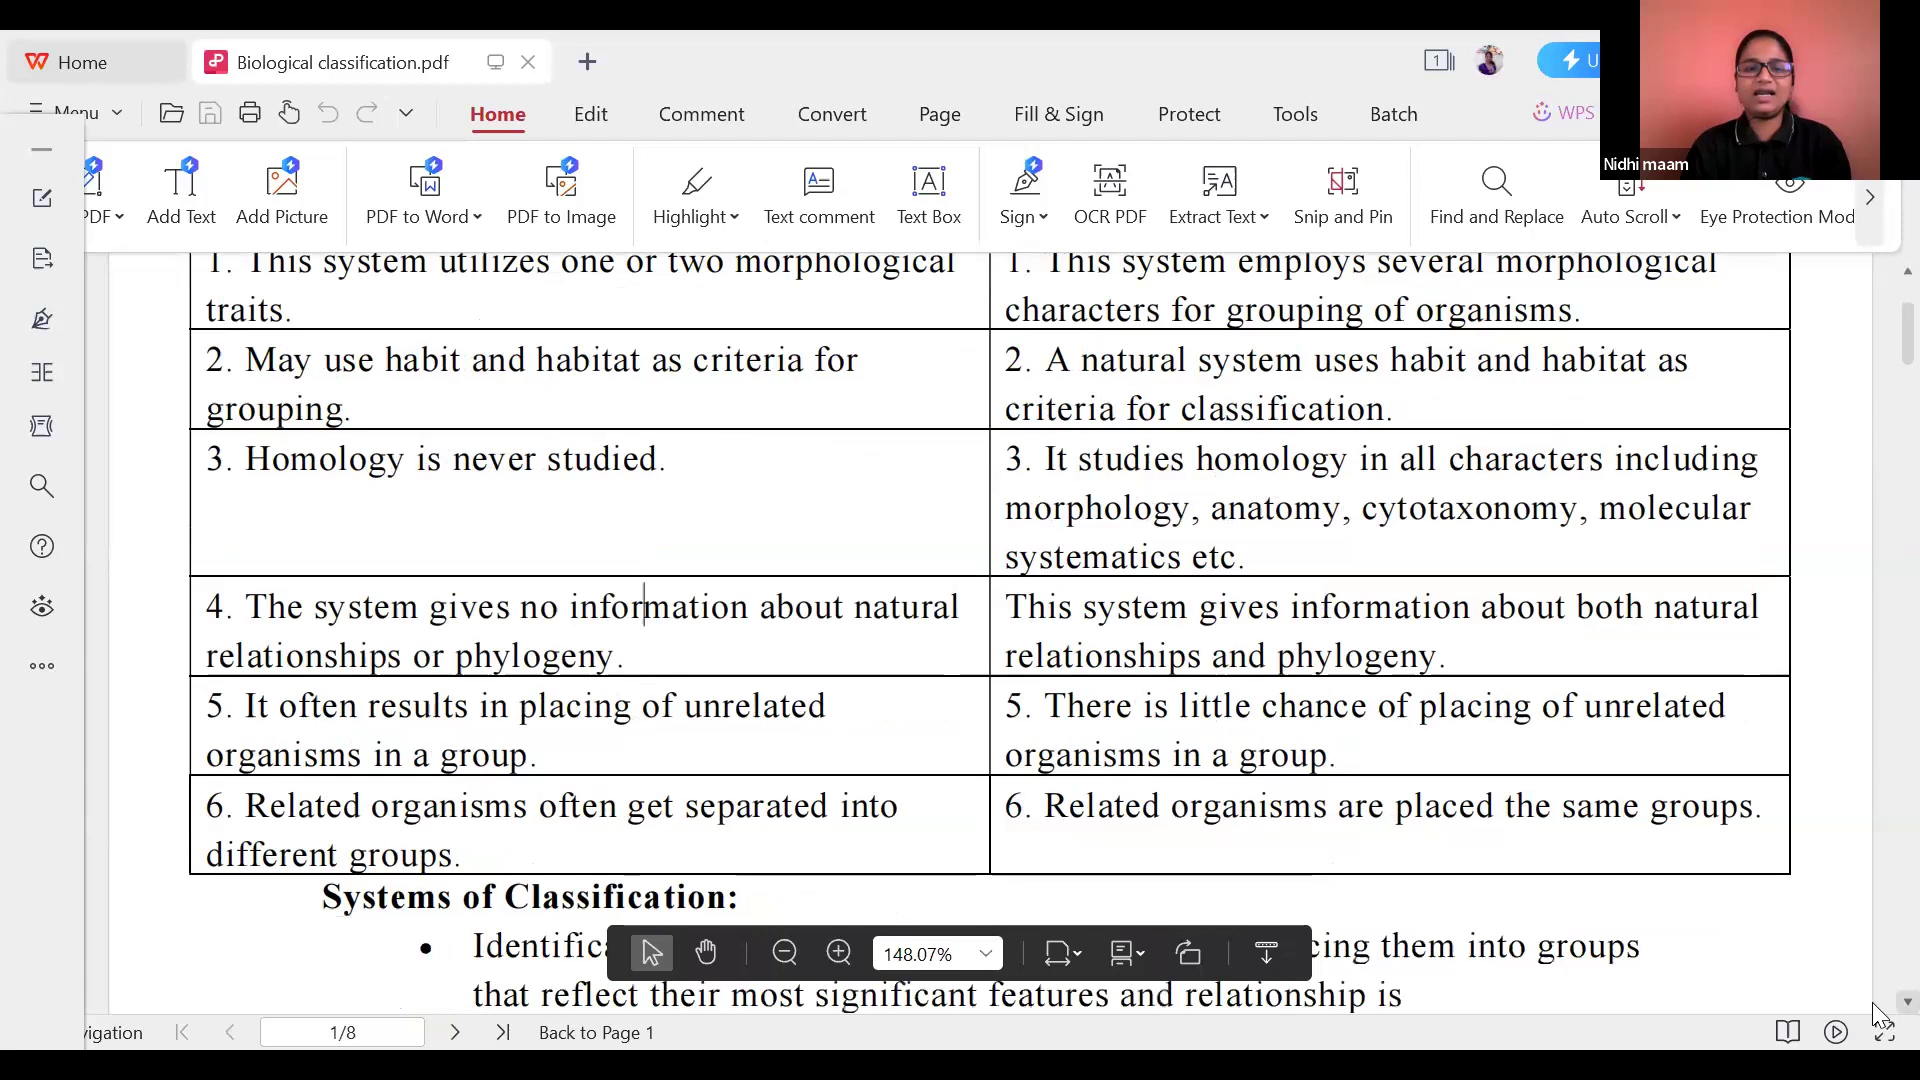 Home
Biological classification.pdf
1
U
Menu
Home Edit Comment Convert Page Fill & Sign Protect Tools Batch WPS
Nidhi maam
PDF Add Text Add Picture PDF to Word PDF to Image Highlight Text comment Text Box Sign OCR PDF Extract Text Snip and Pin Find and Replace Auto Scroll Eye Protection Mod
1. This system utilizes one or two morphological
traits.
1. This system employs several morphological
characters for grouping of organisms.
2. May use habit and habitat as criteria for
grouping.
2. A natural system uses habit and habitat as
criteria for classification.
3. Homology is never studied.
3. It studies homology in all characters including
morphology, anatomy, cytotaxonomy, molecular
systematics etc.
4. The system gives no information about natural
relationships or phylogeny.
This system gives information about both natural
relationships and phylogeny.
5. It often results in placing of unrelated
organisms in a group.
5. There is little chance of placing of unrelated
organisms in a group.
6. Related organisms often get separated into
different groups.
6. Related organisms are placed the same groups.
Systems of Classification:
• Identifica cing them into groups
that reflect their most significant features and relationship is
148.07%
vigation 1/8 Back to Page 1